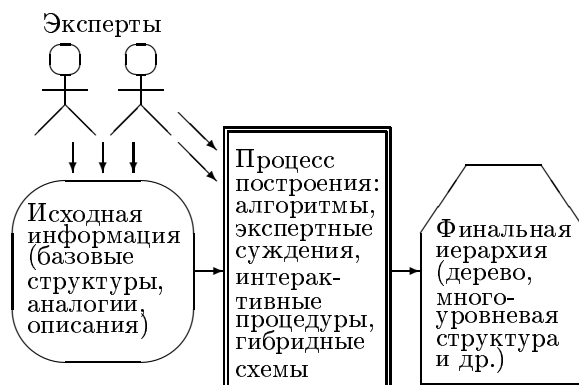 Эксперты
Исходная
информация
(базовые
структуры,
аналогии,
описания)
Процесс
построения:
алгоритмы,
экспертные
суждения,
интерак-
тивные
процедуры,
гибридные
схемы
Финальная
иерархия
(дерево,
много-
уровневая
структура
и др.)